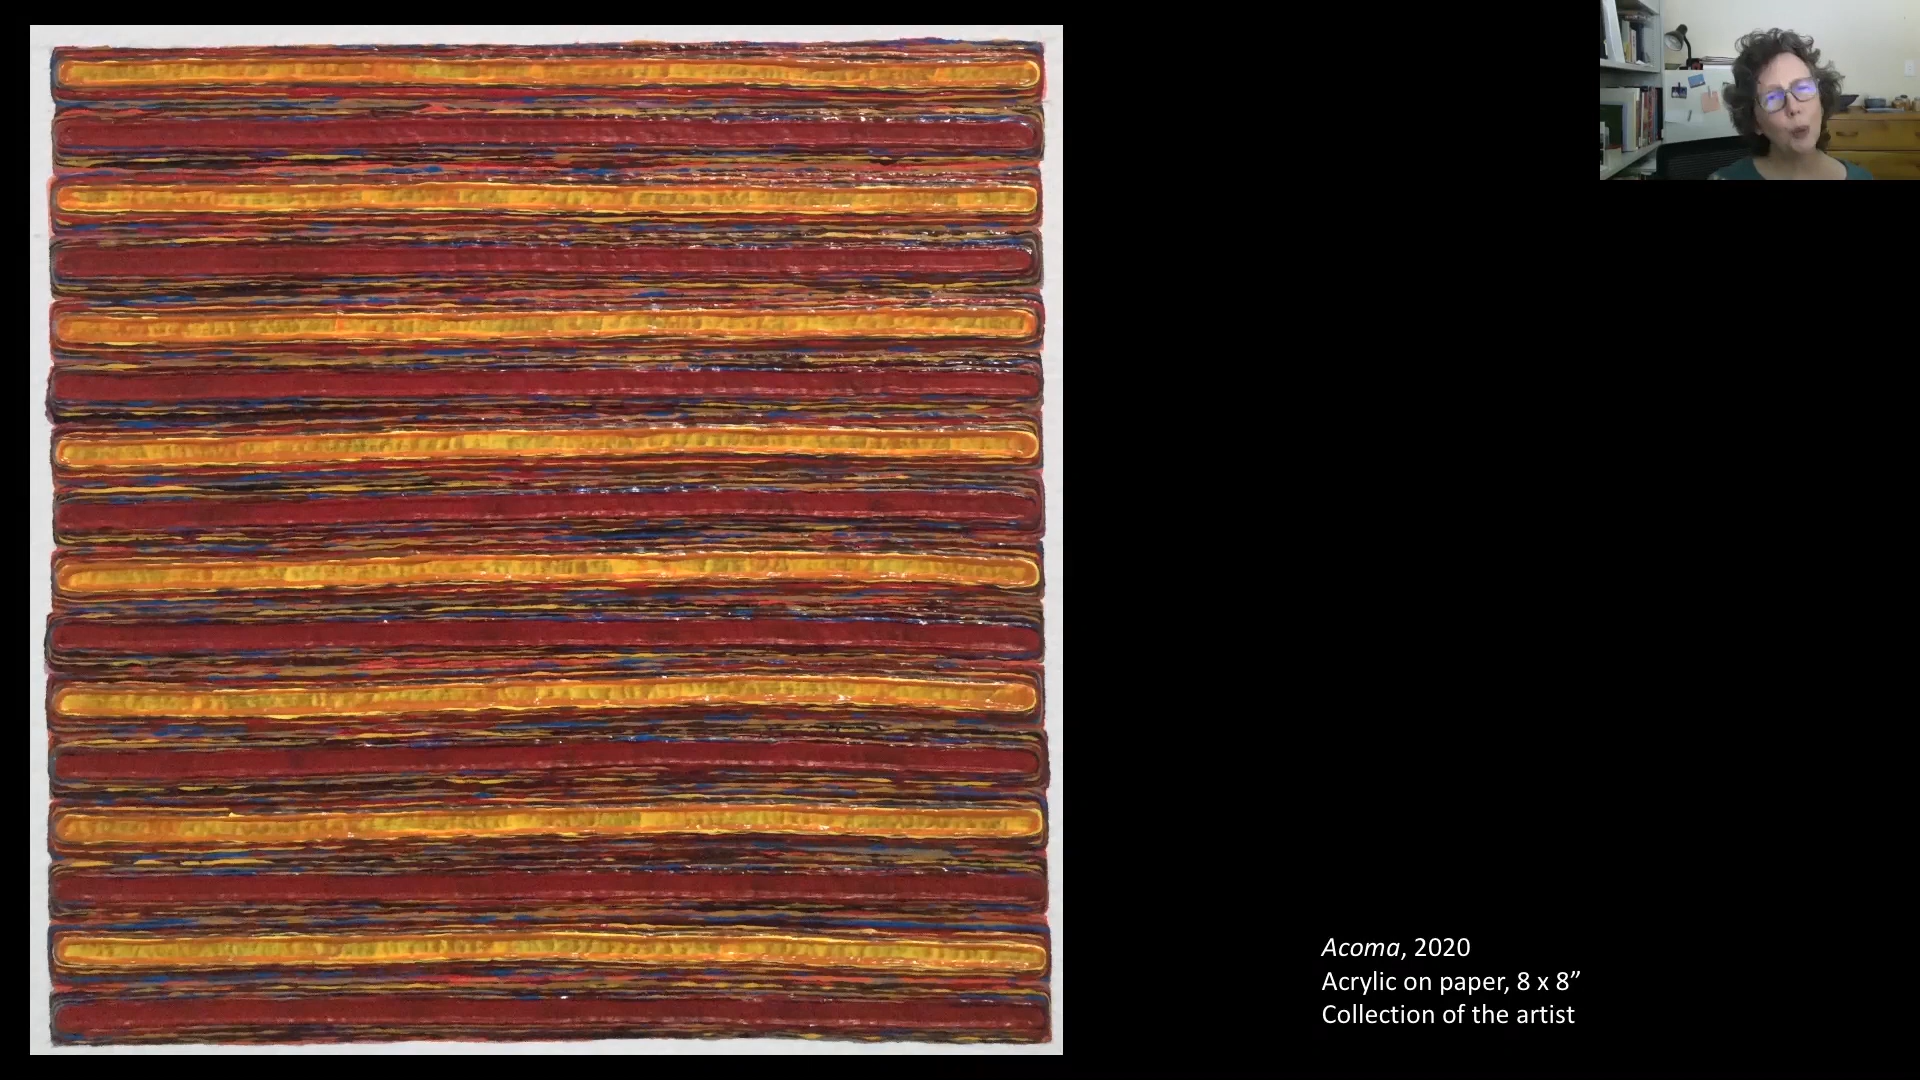 Acoma, 2020
Acrylic on paper, 8 x 8”
Collection of the artist